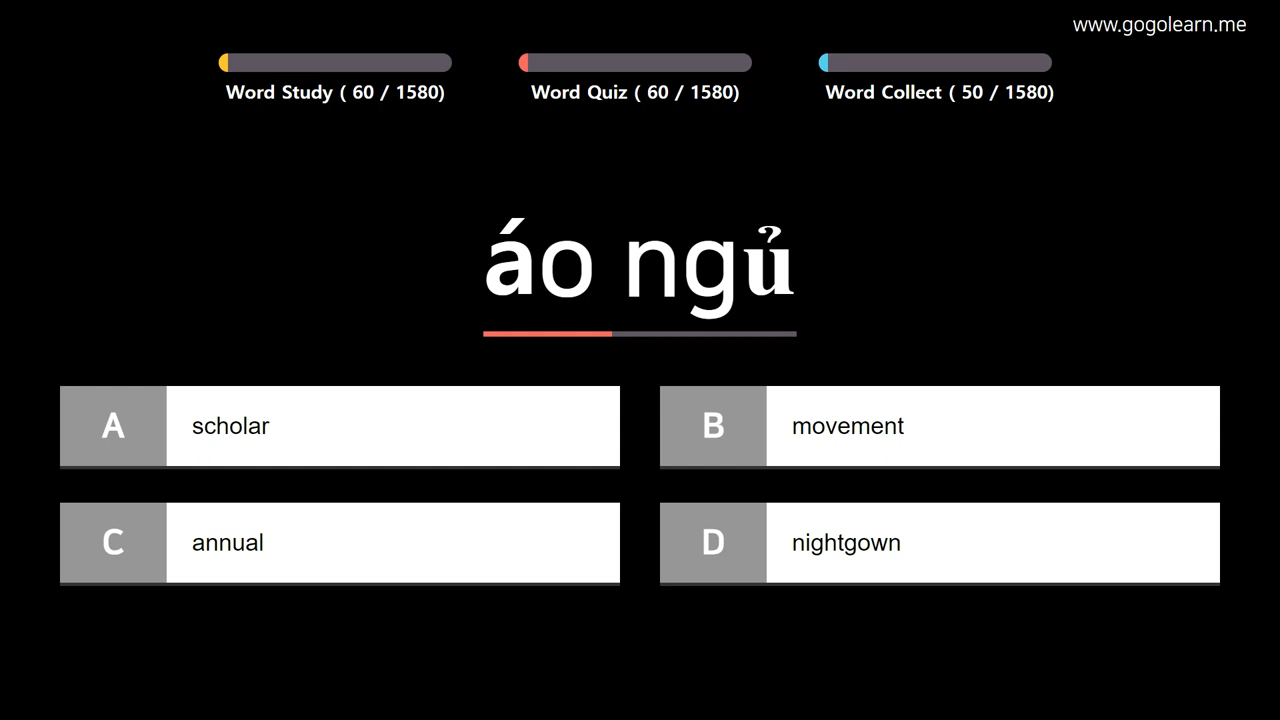 www.gogolearn.me
Word Study ( 60 / 1580)
Word Quiz ( 60 / 1580)
Word Collect ( 50 / 1580)
áo ngủ
A scholar
B movement
C annual
D nightgown